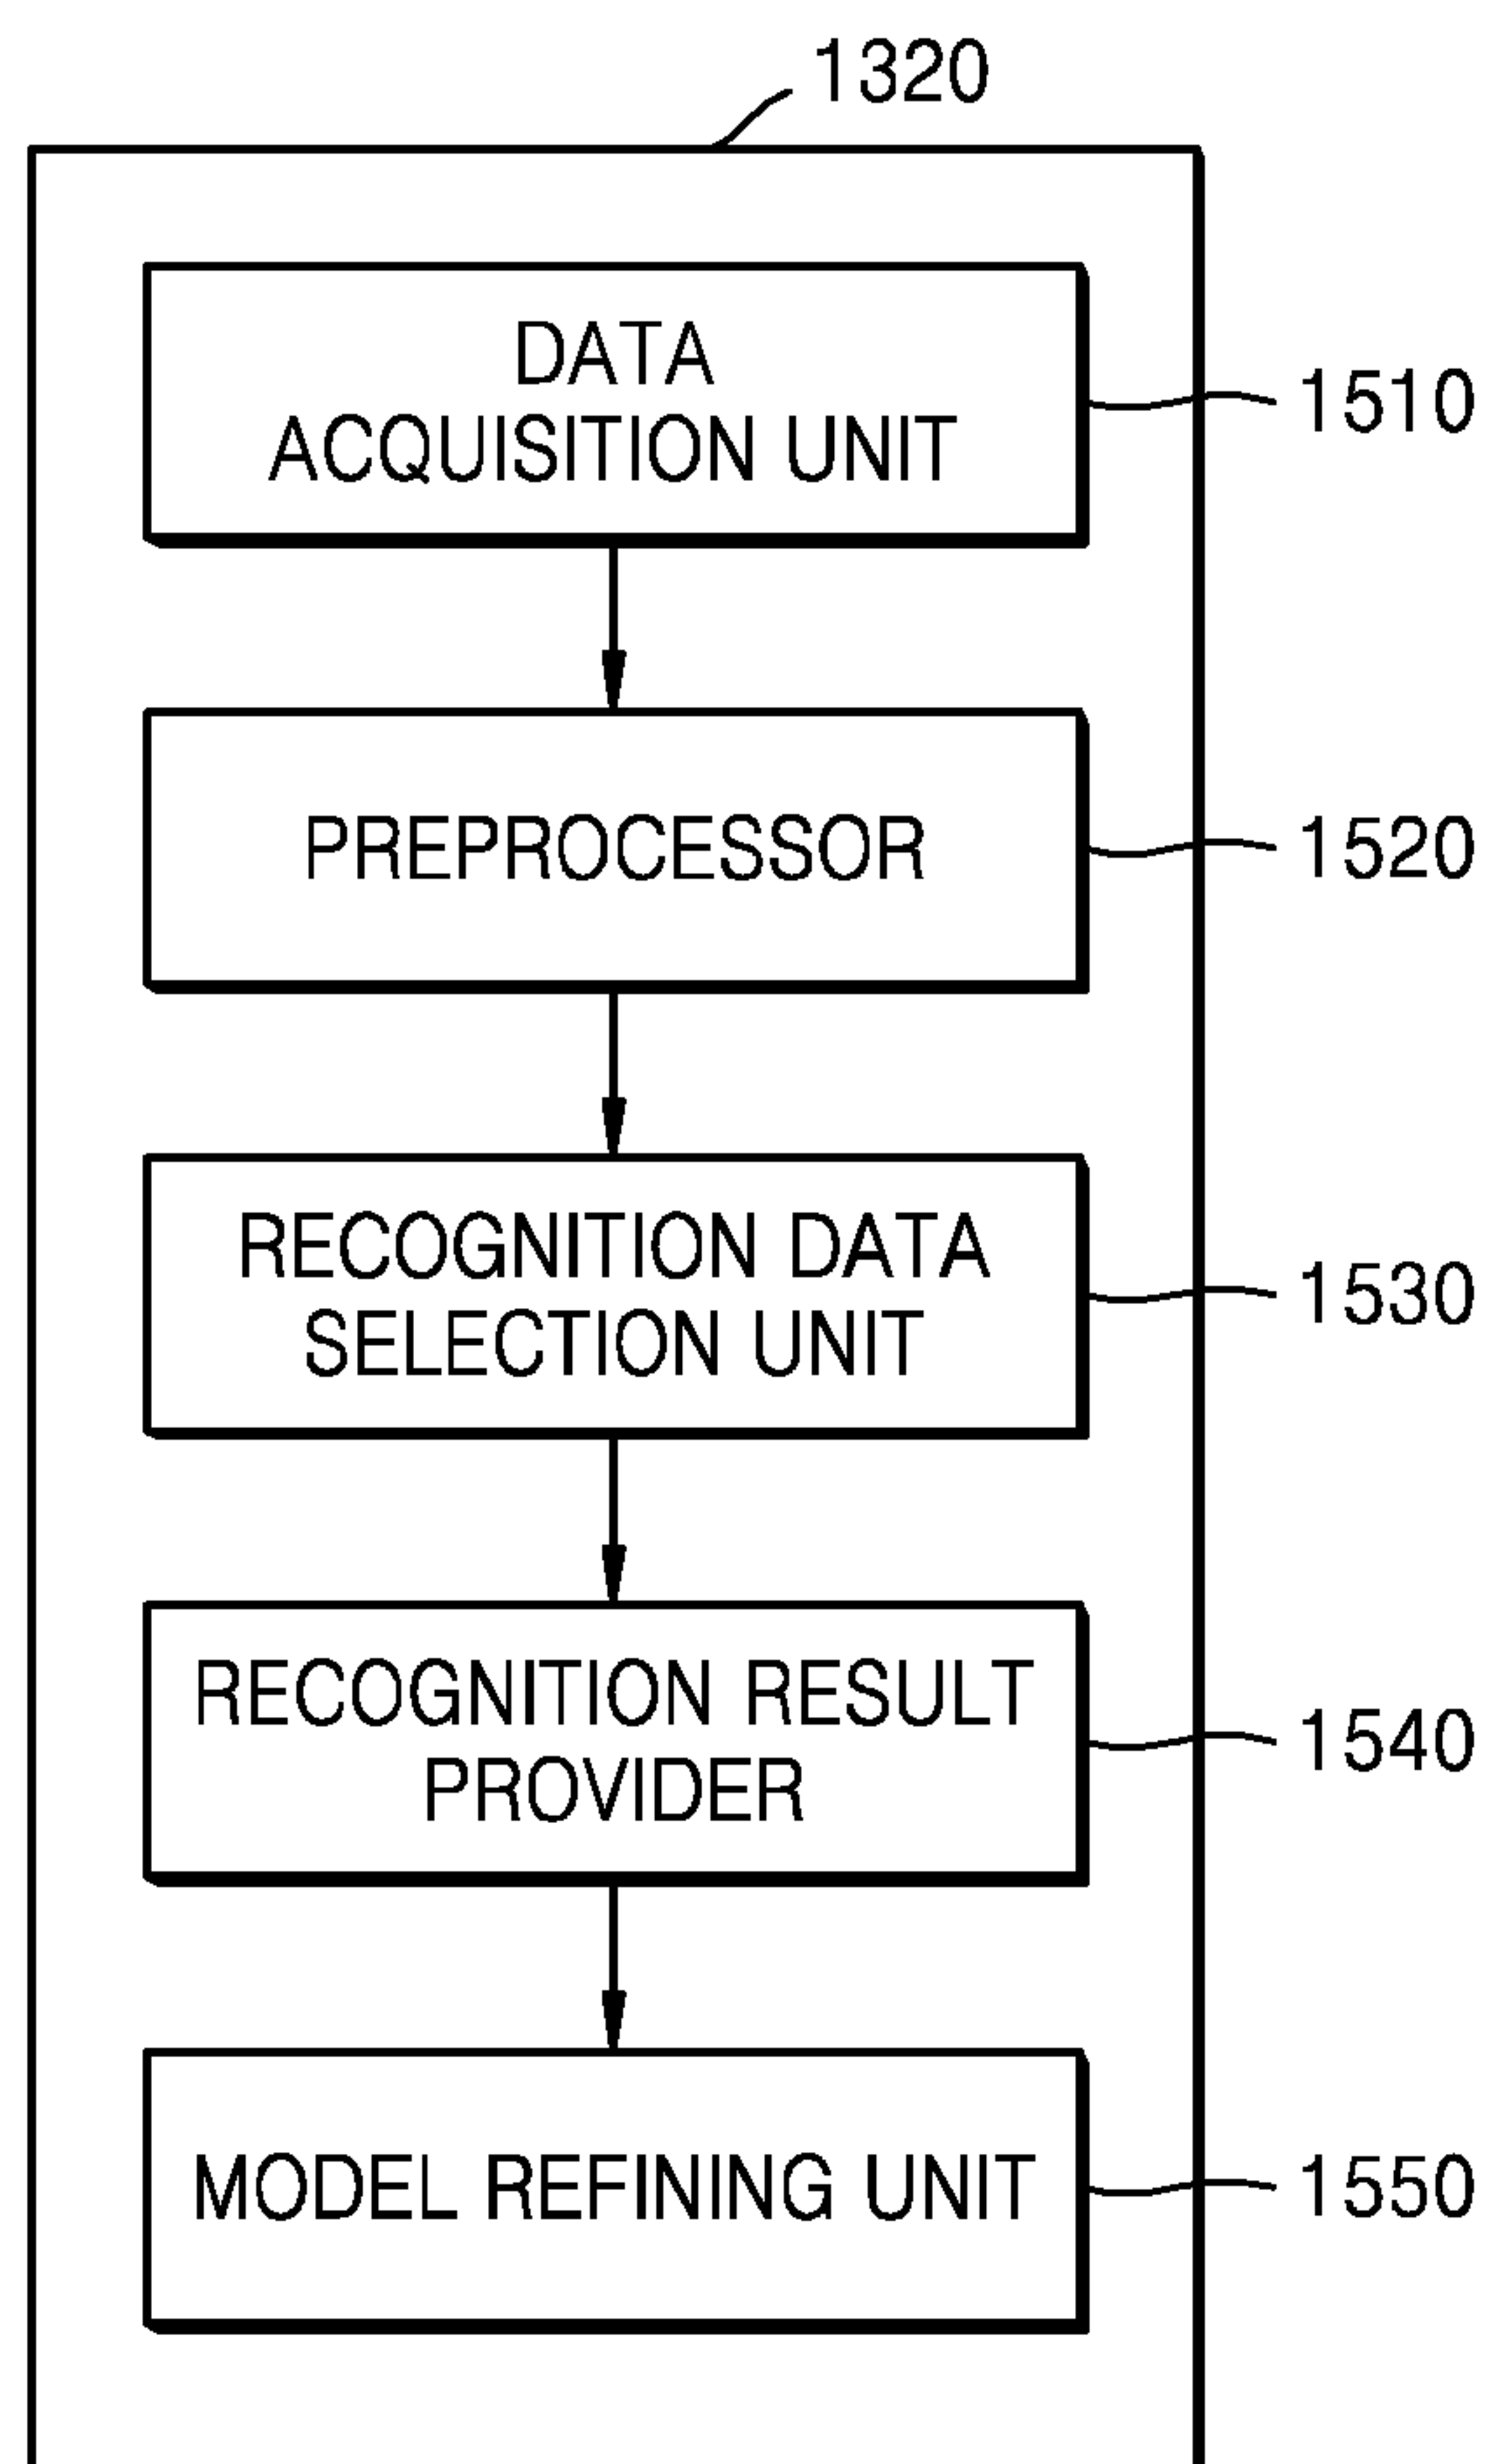 1320
DATA
ACQUISITION UNIT
1510
PREPROCESSOR
1520
RECOGNITION DATA
SELECTION UNIT
1530
RECOGNITION RESULT
PROVIDER
1540
MODEL REFINING UNIT
1550